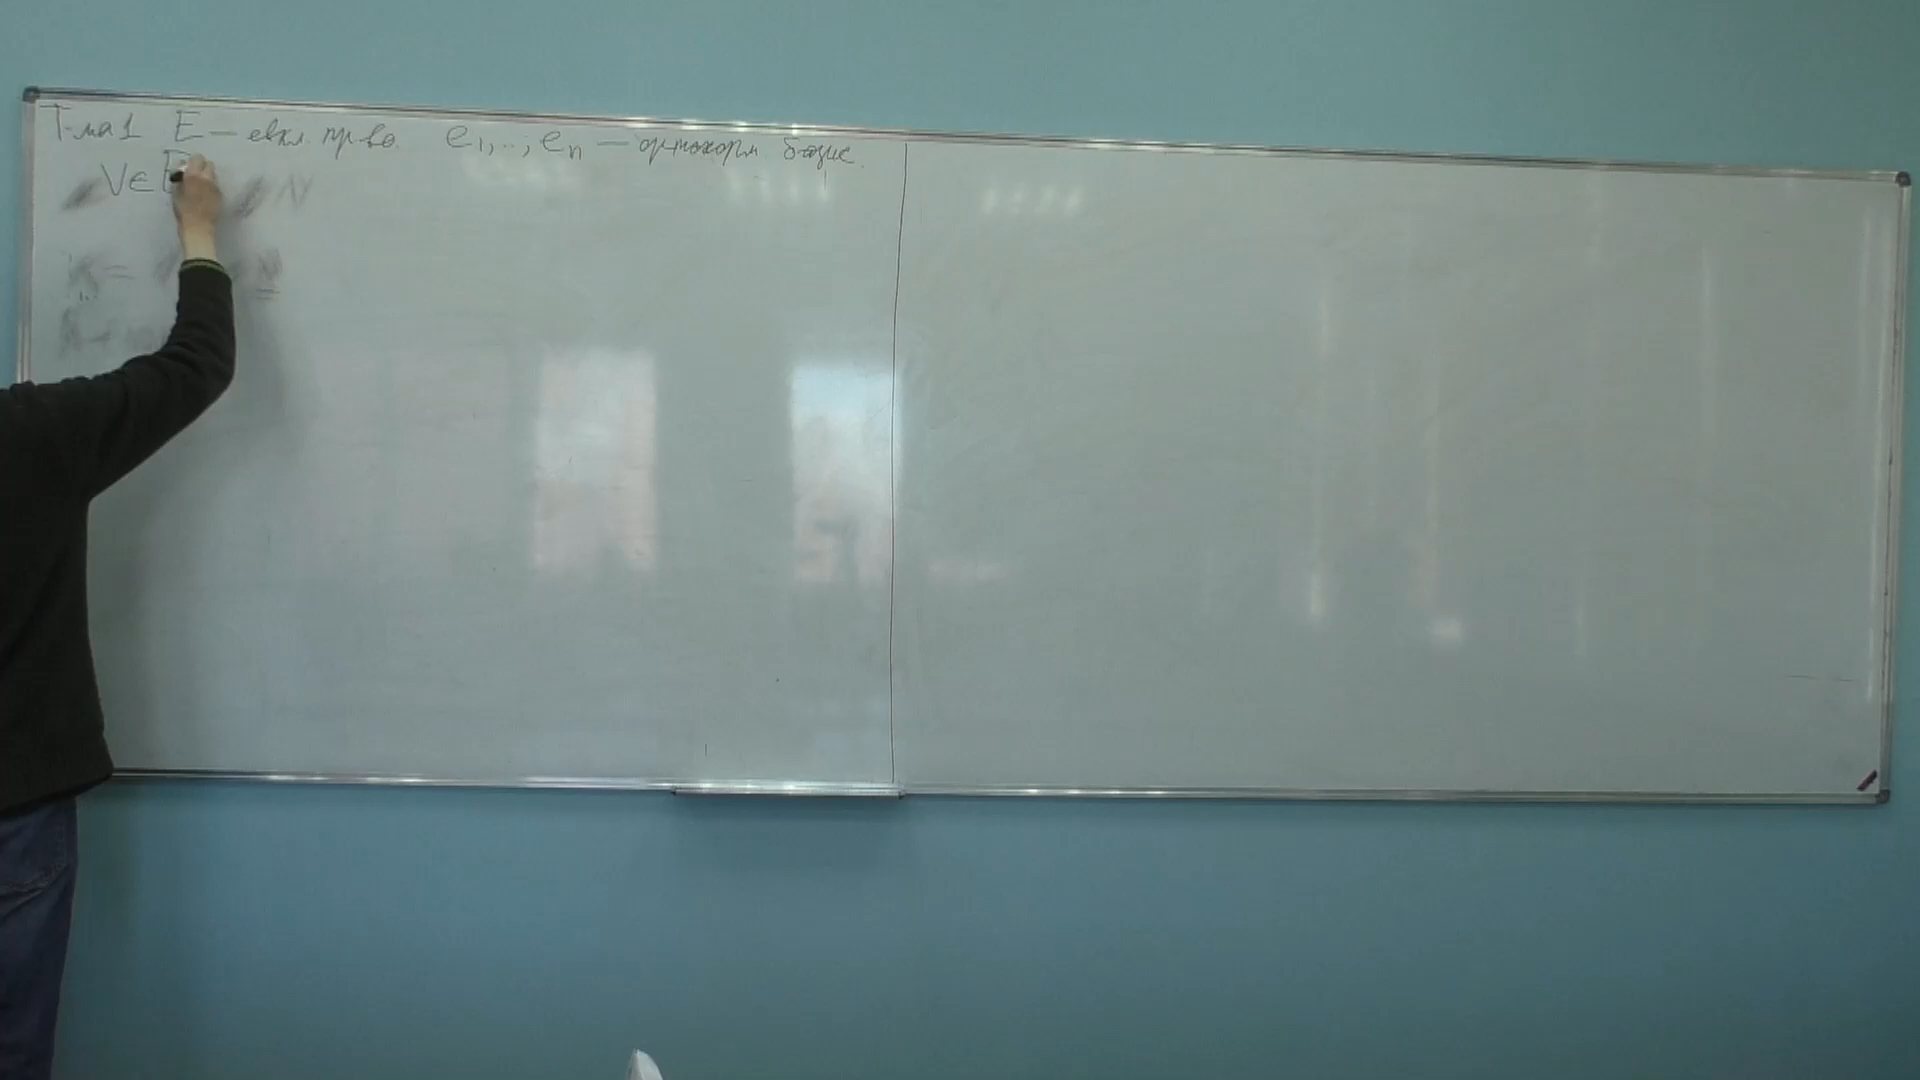 Т-ма 1 E — евкл. пр-во. e₁,..,eₙ — ортонорм. базис.
V ∈ E